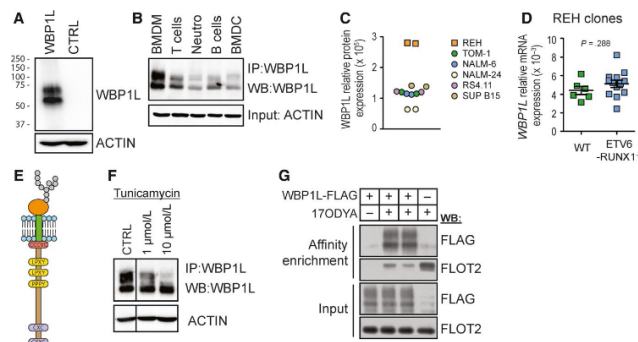 A
WBP1L
CTRL
250
150
100
75
50
37
WBP1L
ACTIN
B
BMDM
T cells
Neutro
B cells
BMDC
IP:WBP1L
WB:WBP1L
Input: ACTIN
C
WBP1L relative protein
expression (x 10⁵)
3
2
1
0
REH
TOM-1
NALM-6
NALM-24
RS4.11
SUP B15
D
REH clones
WBP1L relative mRNA
expression (x 10⁻³)
P = .288
10
8
6
4
2
0
WT
ETV6
-RUNX1
E
F
Tunicamycin
CTRL
1 μmol/L
10 μmol/L
IP:WBP1L
WB:WBP1L
ACTIN
G
WBP1L-FLAG + + + −
17ODYA − + + +
WB:
Affinity
enrichment
FLAG
FLOT2
Input
FLAG
FLOT2